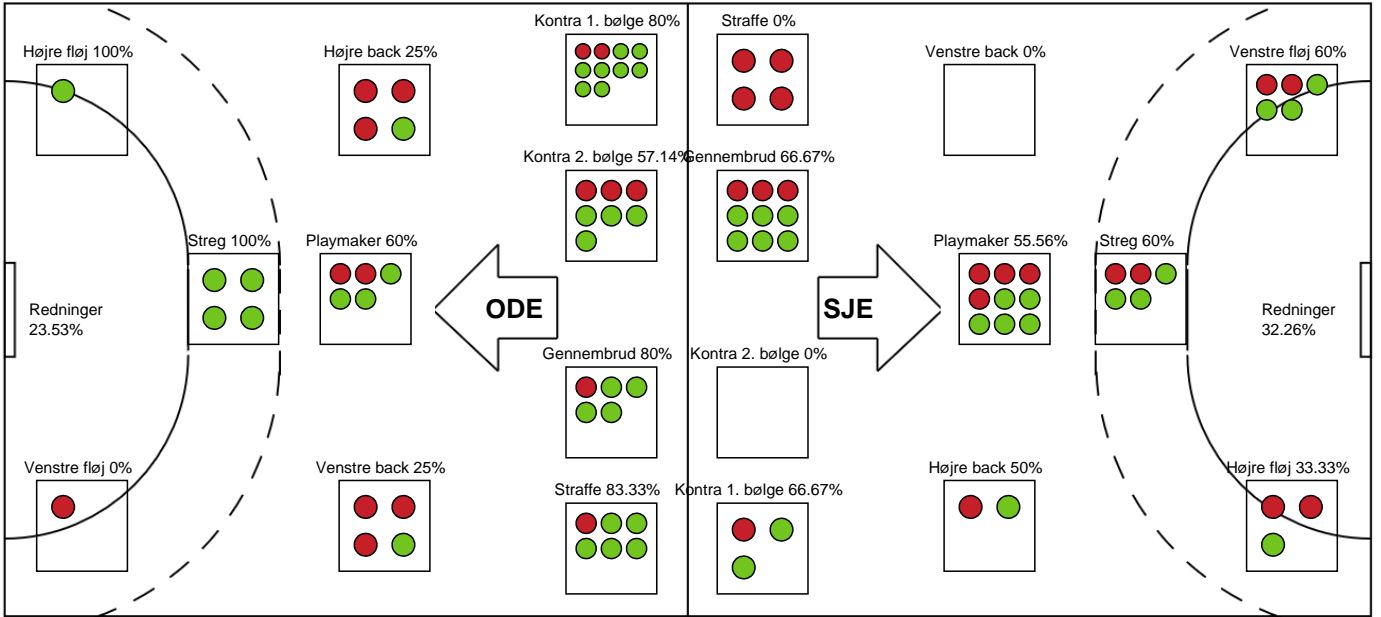 Kontra 1. bølge 80%
Straffe 0%
Højre fløj 100%
Højre back 25%
Venstre back 0%
Venstre fløj 60%
Kontra 2. bølge 57.14%
Gennembrud 66.67%
Streg 100%
Playmaker 60%
Playmaker 55.56%
Streg 60%
Redninger
23.53%
ODE
SJE
Redninger
32.26%
Gennembrud 80%
Kontra 2. bølge 0%
Venstre fløj 0%
Venstre back 25%
Højre back 50%
Højre fløj 33.33%
Straffe 83.33%
Kontra 1. bølge 66.67%